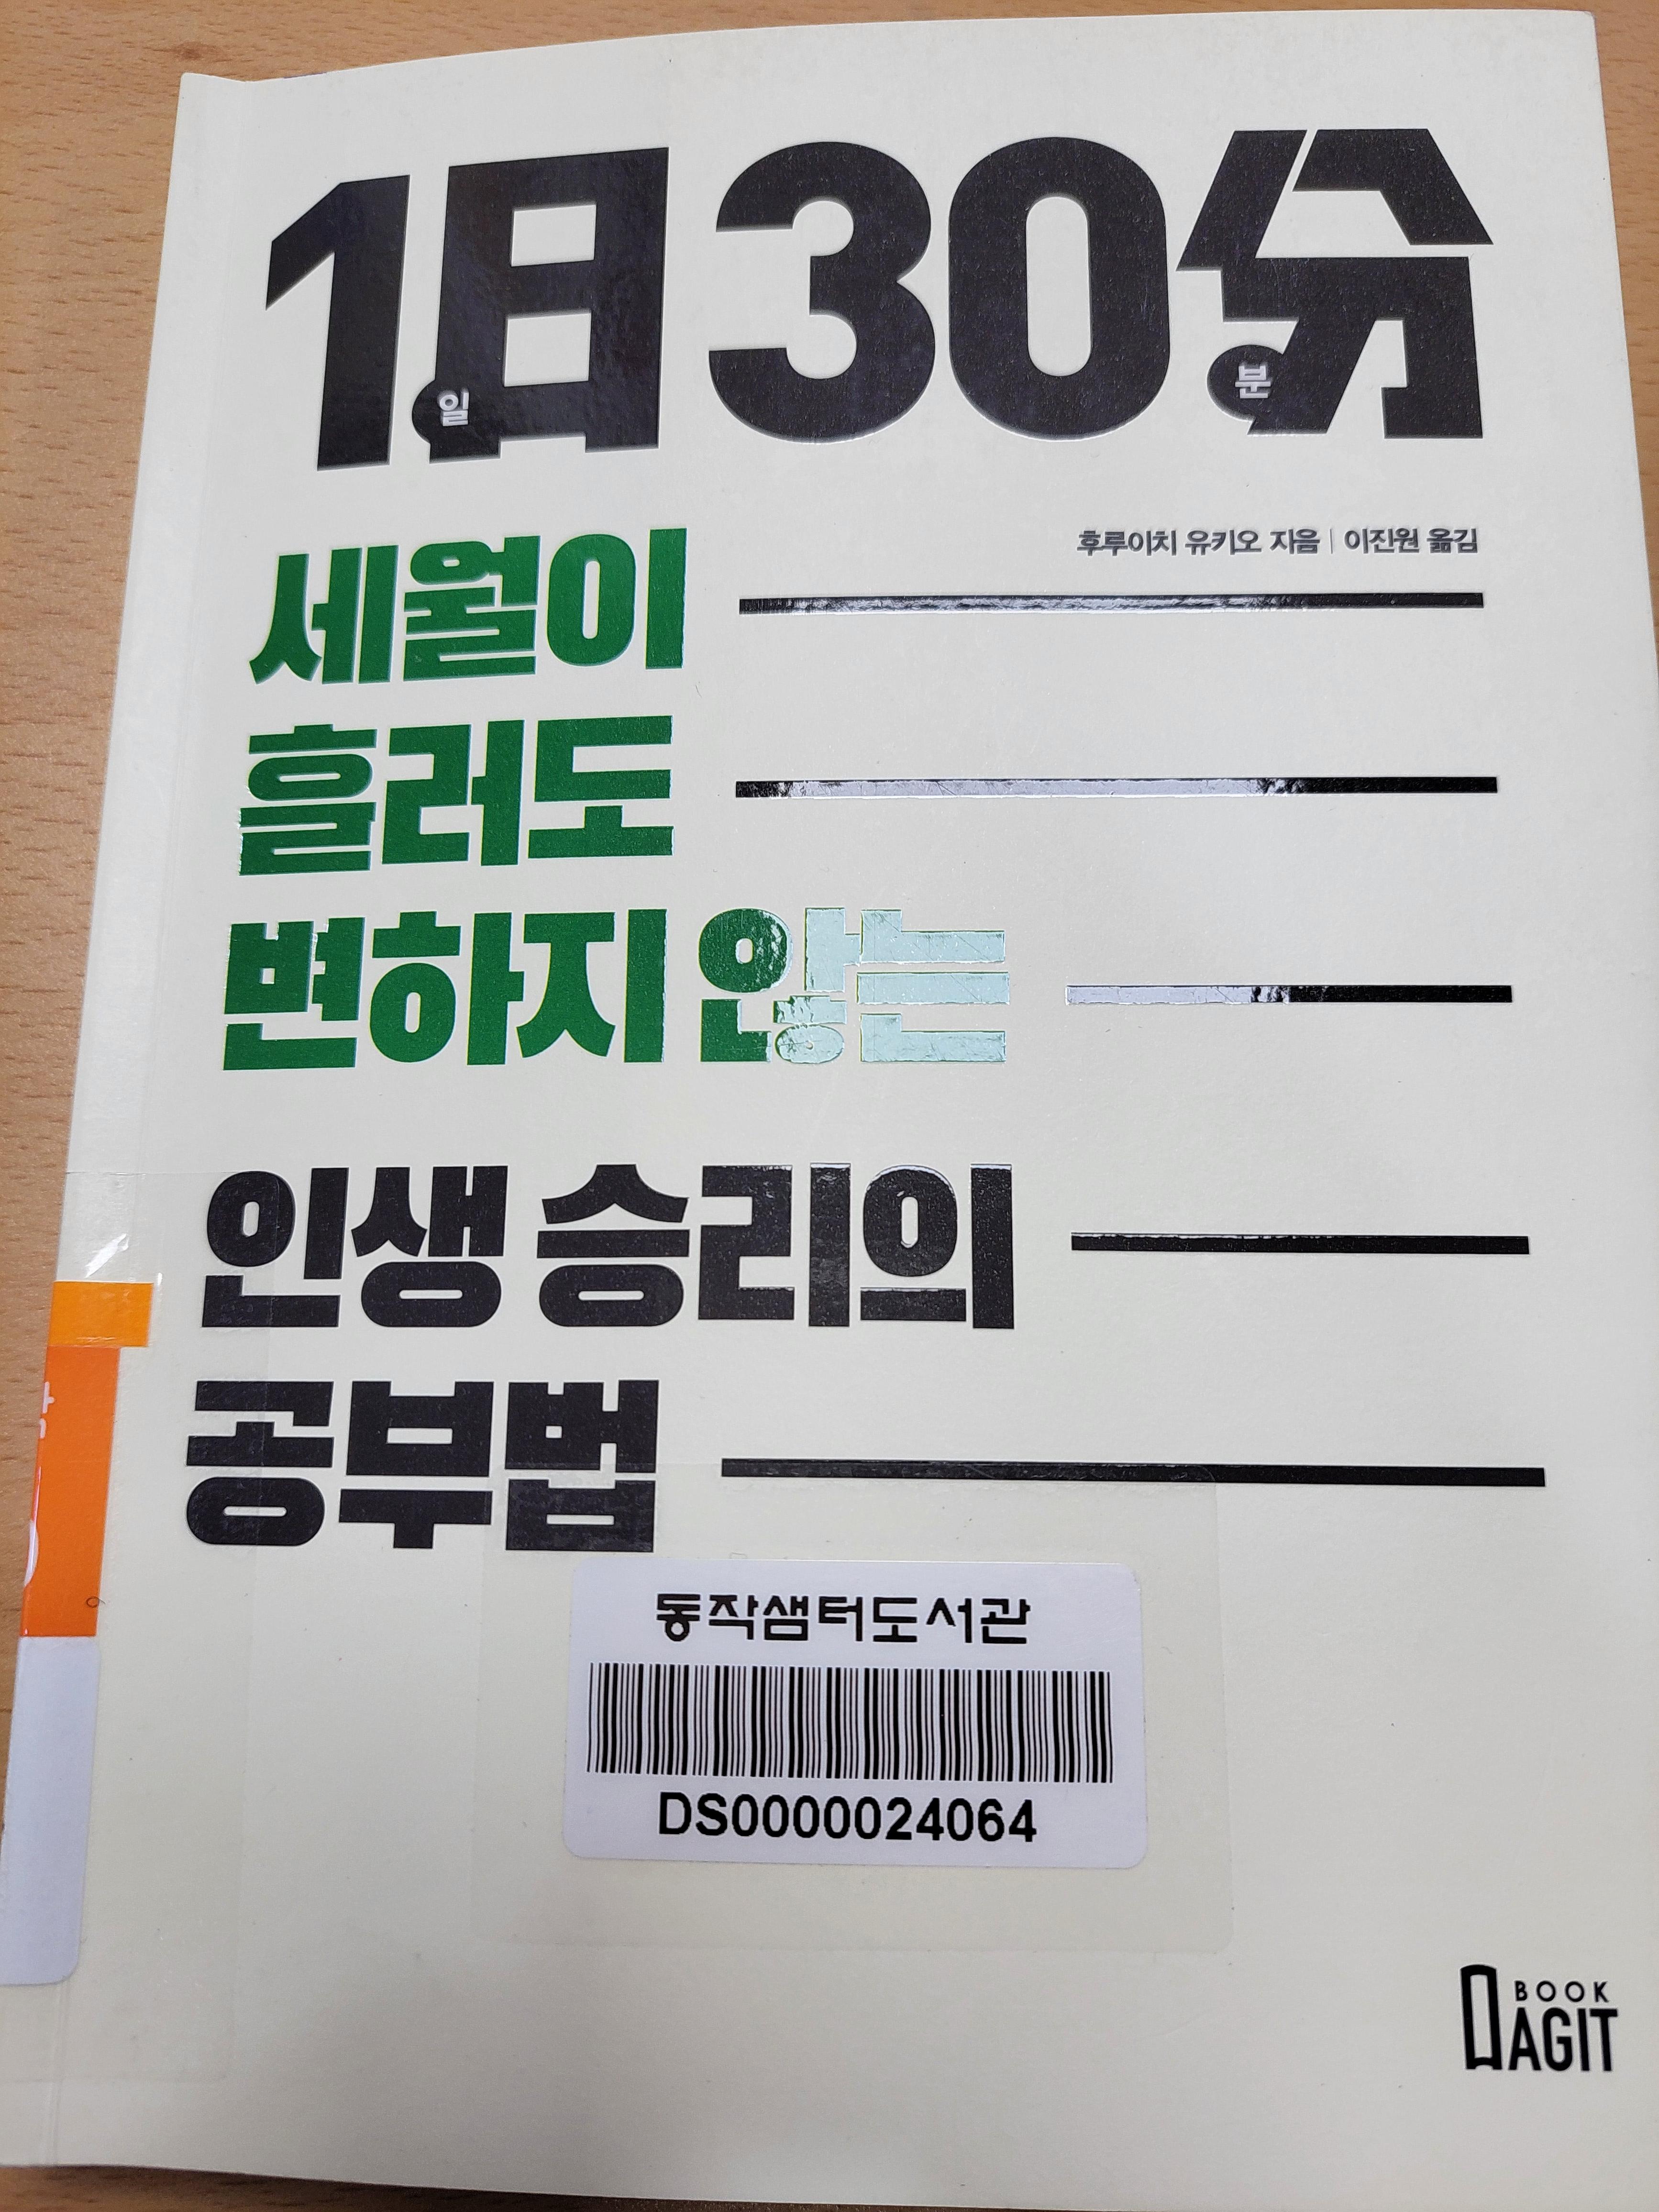 1日30分
일 분
후루이치 유키오 지음 | 이진원 옮김
세월이
흘러도
변하지 않는
인생 승리의
공부법
동작샘터도서관
DS0000024064
BOOK
AGIT